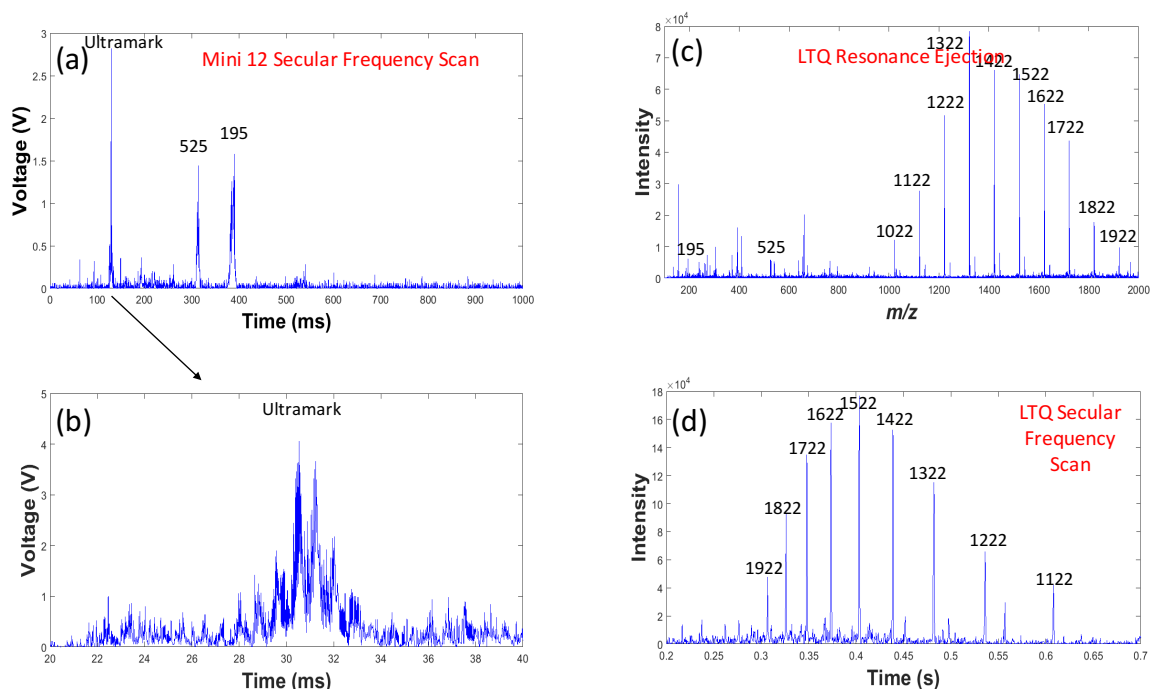 (a)
Ultramark
Mini 12 Secular Frequency Scan
525
195
3
2.5
2
1.5
1
0.5
0
Voltage (V)
0 100 200 300 400 500 600 700 800 900 1000
Time (ms)
(b)
Ultramark
5
4
3
2
1
0
Voltage (V)
20 22 24 26 28 30 32 34 36 38 40
Time (ms)
×10⁴
(c)
LTQ Resonance Ejection
1322
1422
1522
1622
1222
1722
1122
1822
1022
1922
195
525
8
7
6
5
4
3
2
1
0
Intensity
200 400 600 800 1000 1200 1400 1600 1800 2000
m/z
×10⁴
(d)
LTQ Secular
Frequency
Scan
1522
1622
1422
1722
1322
1822
1222
1922
1122
18
16
14
12
10
8
6
4
2
0
Intensity
0.2 0.25 0.3 0.35 0.4 0.45 0.5 0.55 0.6 0.65 0.7
Time (s)